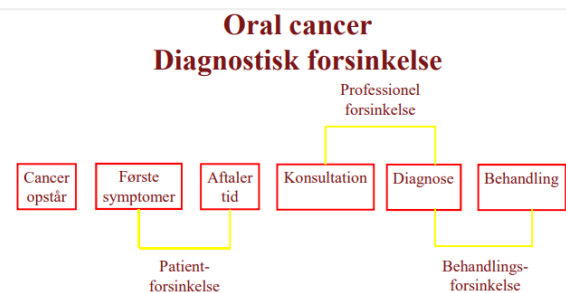 Oral cancer
Diagnostisk forsinkelse
Professionel
forsinkelse
Cancer
opstår
Første
symptomer
Aftaler
tid
Konsultation
Diagnose
Behandling
Patient-
forsinkelse
Behandlings-
forsinkelse